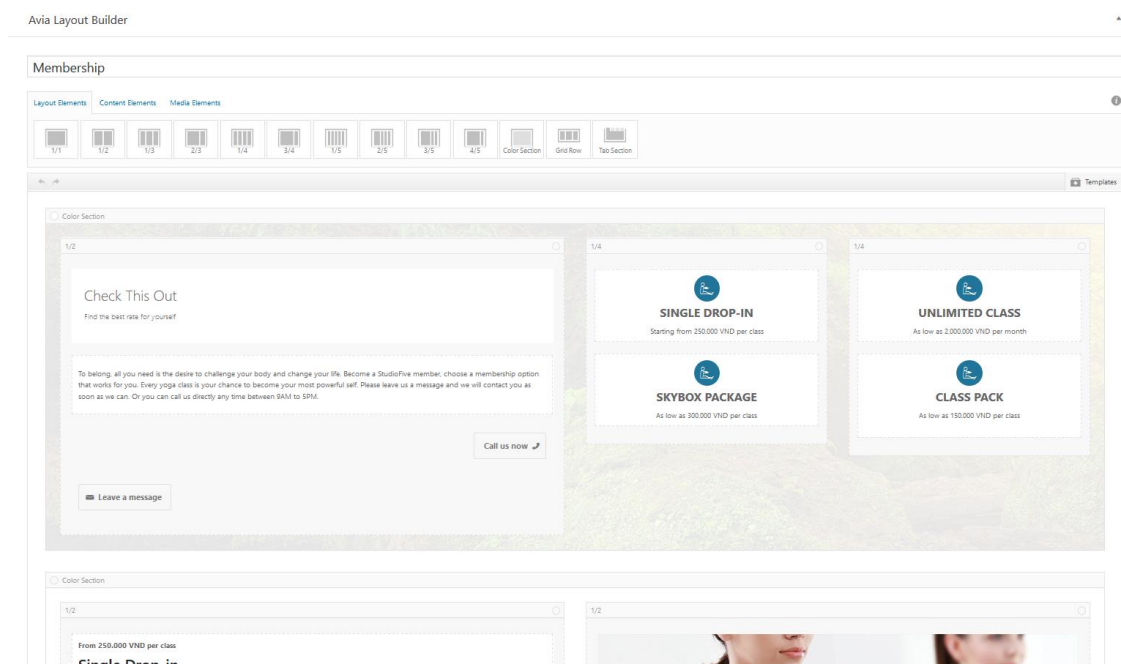 Avia Layout Builder
Membership
Layout Elements Content Elements Media Elements
1/1 1/2 1/3 2/3 1/4 3/4 1/5 2/5 3/5 4/5 Color Section Grid Row Tab Section
Templates
Color Section
1/2
Check This Out
Find the best rate for yourself
To belong, all you need is the desire to challenge your body and change your life. Become a StudioFive member, choose a membership option
that works for you. Every yoga class is your chance to become your most powerful self. Please leave us a message and we will contact you as
soon as we can. Or you can call us directly any time between 9AM to 5PM.
Call us now
Leave a message
1/4
SINGLE DROP-IN
Starting from 250.000 VND per class
SKYBOX PACKAGE
As low as 300.000 VND per class
1/4
UNLIMITED CLASS
As low as 2.000.000 VND per month
CLASS PACK
As low as 150.000 VND per class
Color Section
1/2
From 250.000 VND per class
Single Drop-in
1/2